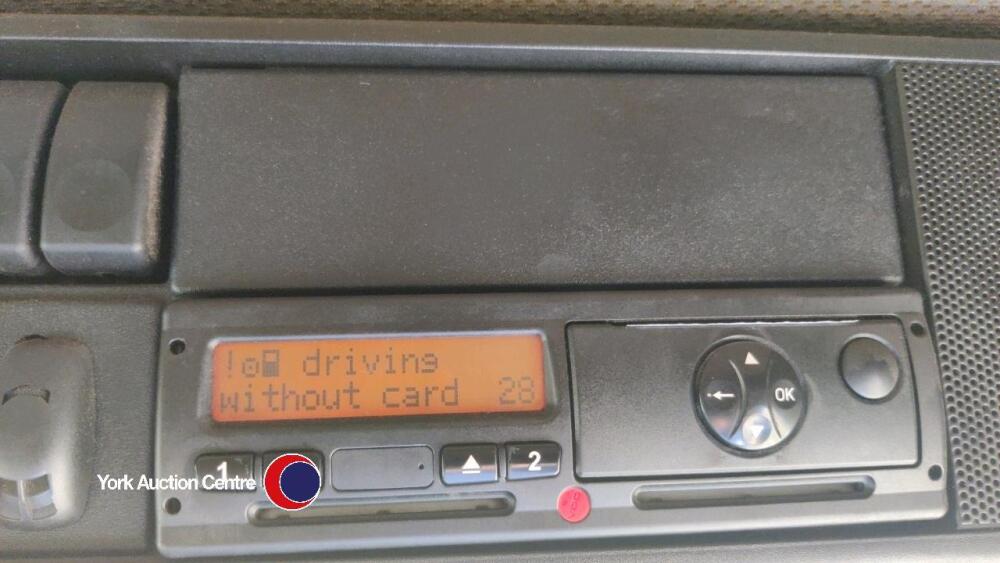 ! driving
without card 28
OK
1
2
York Auction Centre